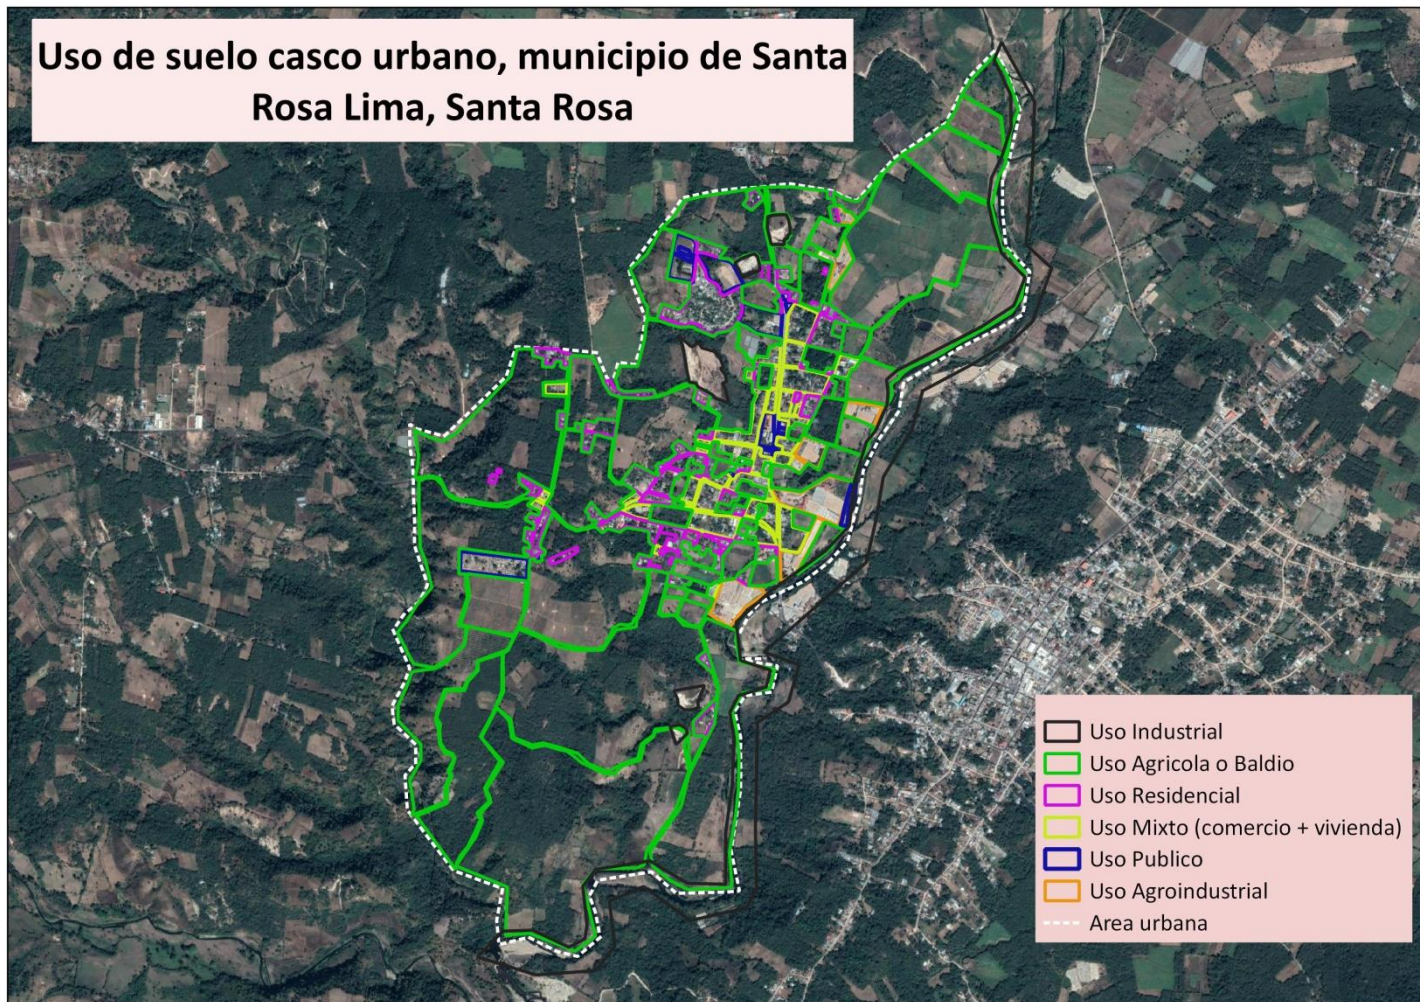 Uso de suelo casco urbano, municipio de Santa
Rosa Lima, Santa Rosa
Uso Industrial
Uso Agricola o Baldio
Uso Residencial
Uso Mixto (comercio + vivienda)
Uso Publico
Uso Agroindustrial
Area urbana